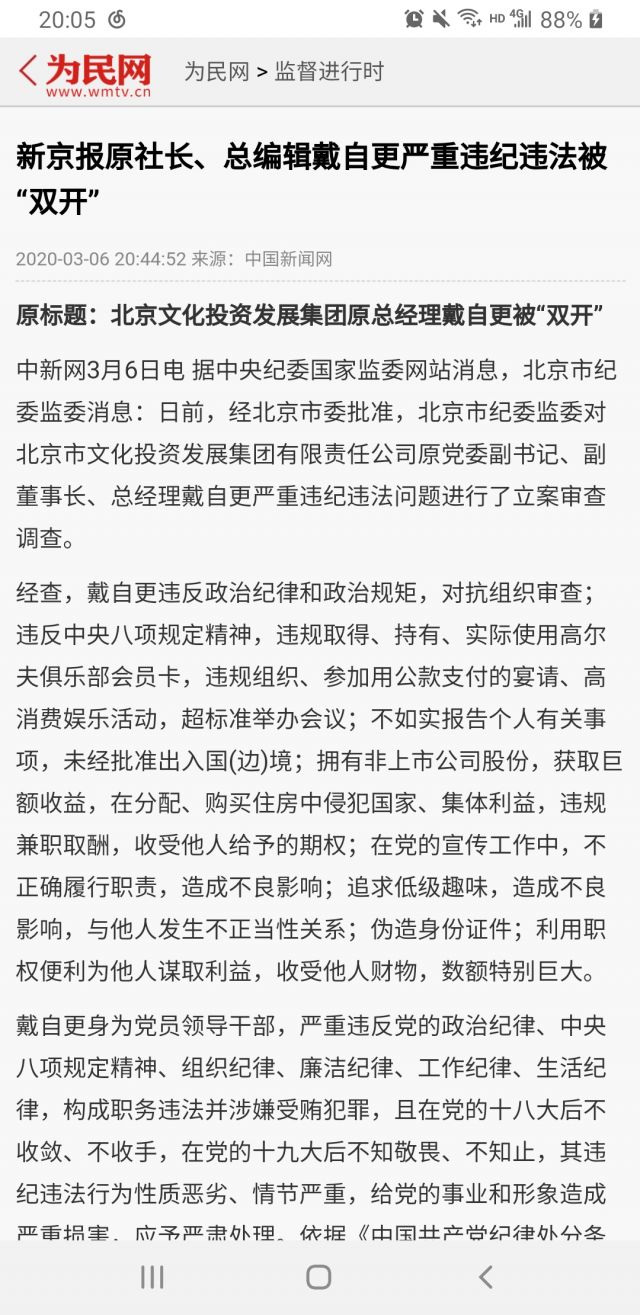 20:05
HD 4G 88%
为民网
www.wmtv.cn
为民网 > 监督进行时
新京报原社长、总编辑戴自更严重违纪违法被
“双开”
2020-03-06 20:44:52 来源：中国新闻网
原标题：北京文化投资发展集团原总经理戴自更被“双开”
中新网3月6日电 据中央纪委国家监委网站消息，北京市纪
委监委消息：日前，经北京市委批准，北京市纪委监委对
北京市文化投资发展集团有限责任公司原党委副书记、副
董事长、总经理戴自更严重违纪违法问题进行了立案审查
调查。
经查，戴自更违反政治纪律和政治规矩，对抗组织审查；
违反中央八项规定精神，违规取得、持有、实际使用高尔
夫俱乐部会员卡，违规组织、参加用公款支付的宴请、高
消费娱乐活动，超标准举办会议；不如实报告个人有关事
项，未经批准出入国(边)境；拥有非上市公司股份，获取巨
额收益，在分配、购买住房中侵犯国家、集体利益，违规
兼职取酬，收受他人给予的期权；在党的宣传工作中，不
正确履行职责，造成不良影响；追求低级趣味，造成不良
影响，与他人发生不正当性关系；伪造身份证件；利用职
权便利为他人谋取利益，收受他人财物，数额特别巨大。
戴自更身为党员领导干部，严重违反党的政治纪律、中央
八项规定精神、组织纪律、廉洁纪律、工作纪律、生活纪
律，构成职务违法并涉嫌受贿犯罪，且在党的十八大后不
收敛、不收手，在党的十九大后不知敬畏、不知止，其违
纪违法行为性质恶劣、情节严重，给党的事业和形象造成
严重损害，应予严肃处理。依据《中国共产党纪律处分条